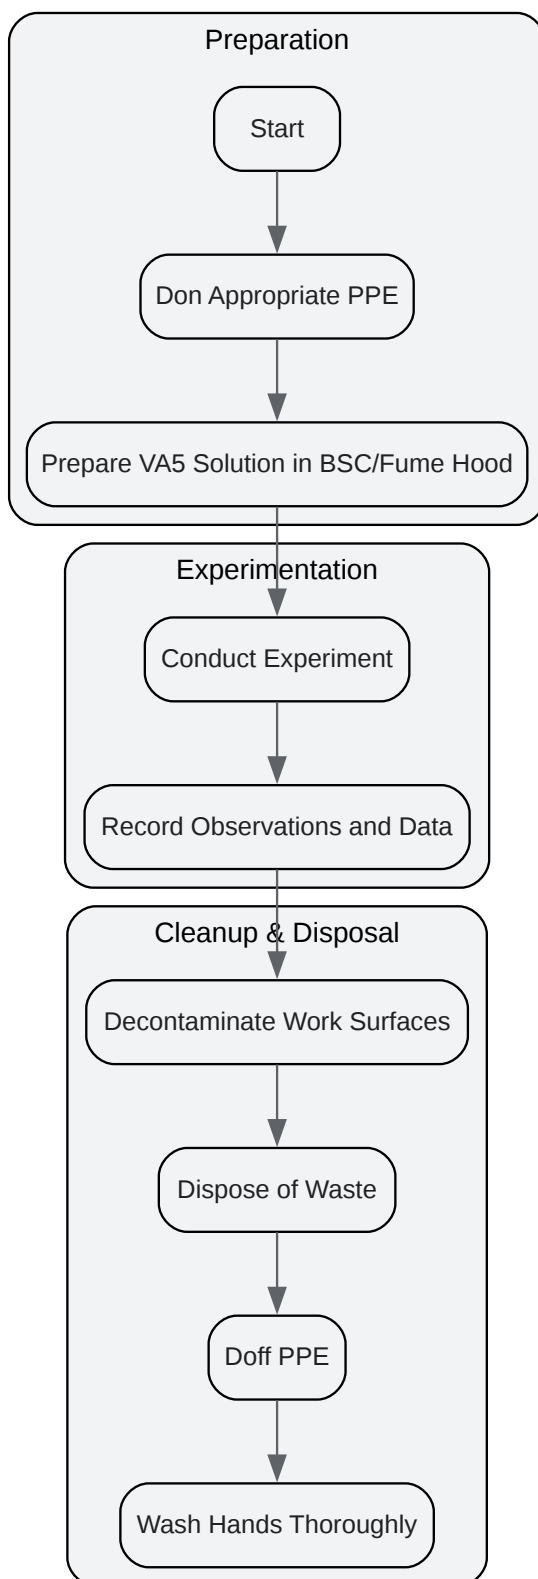 Preparation
Start
Don Appropriate PPE
Prepare VA5 Solution in BSC/Fume Hood
Experimentation
Conduct Experiment
Record Observations and Data
Cleanup & Disposal
Decontaminate Work Surfaces
Dispose of Waste
Doff PPE
Wash Hands Thoroughly